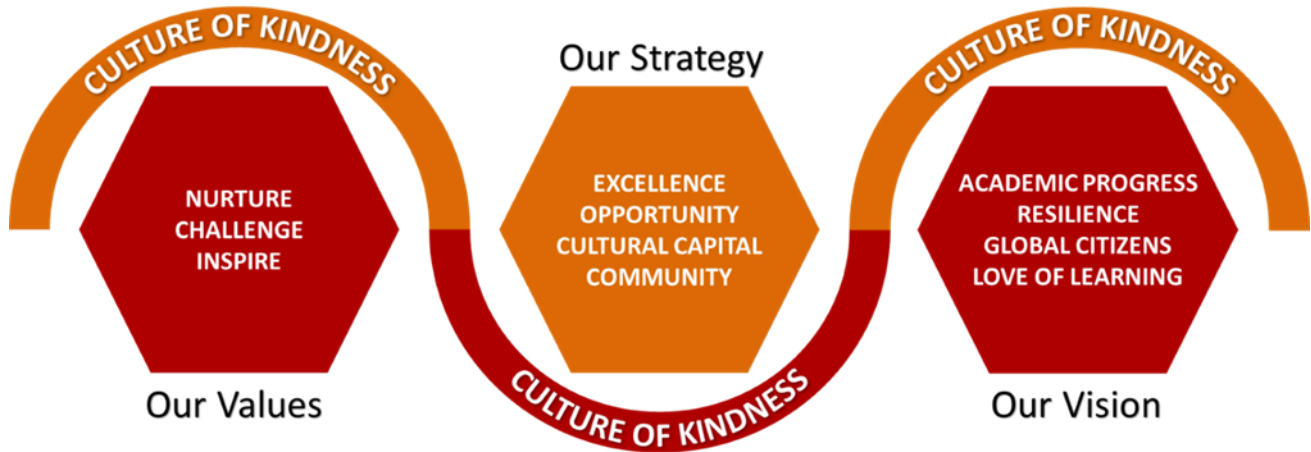 CULTURE OF KINDNESS
NURTURE
CHALLENGE
INSPIRE
Our Values
Our Strategy
EXCELLENCE
OPPORTUNITY
CULTURAL CAPITAL
COMMUNITY
CULTURE OF KINDNESS
CULTURE OF KINDNESS
ACADEMIC PROGRESS
RESILIENCE
GLOBAL CITIZENS
LOVE OF LEARNING
Our Vision